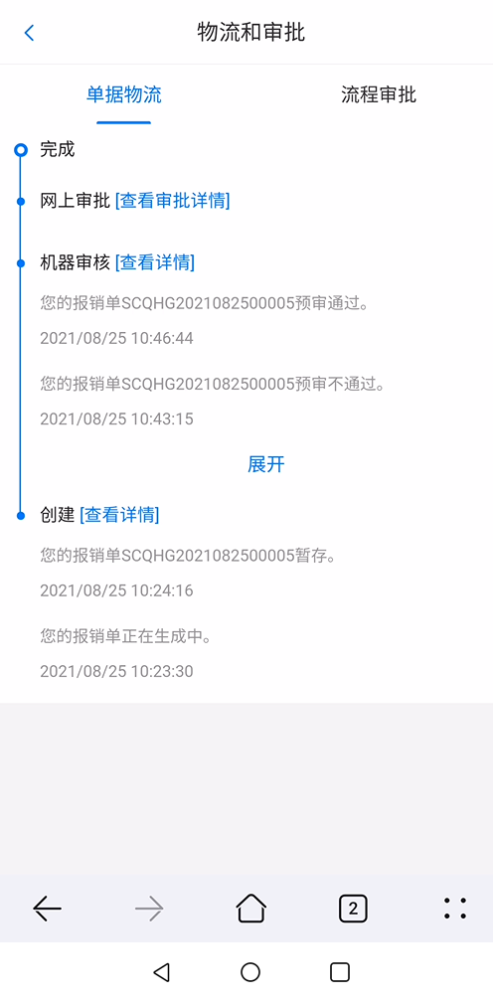 物流和审批
单据物流
流程审批
完成
网上审批 [查看审批详情]
机器审核 [查看详情]
您的报销单SCQHG2021082500005预审通过。
2021/08/25 10:46:44
您的报销单SCQHG2021082500005预审不通过。
2021/08/25 10:43:15
展开
创建 [查看详情]
您的报销单SCQHG2021082500005暂存。
2021/08/25 10:24:16
您的报销单正在生成中。
2021/08/25 10:23:30
2